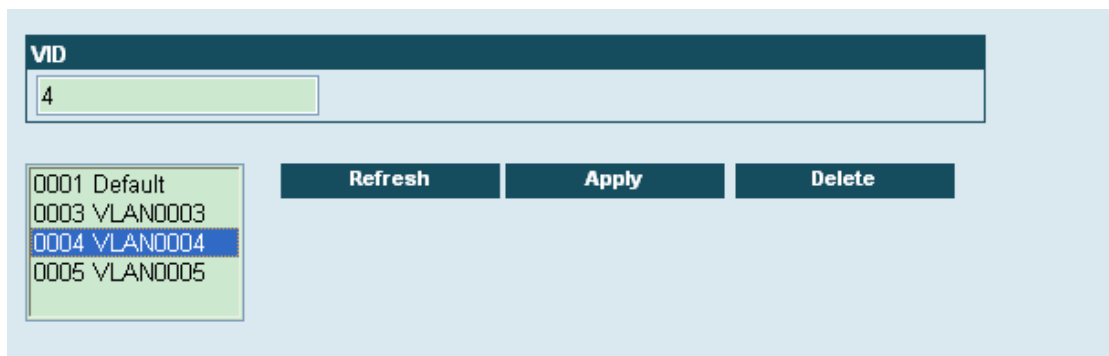 VID
4
0001 Default
0003 VLAN0003
0004 VLAN0004
0005 VLAN0005
Refresh Apply Delete